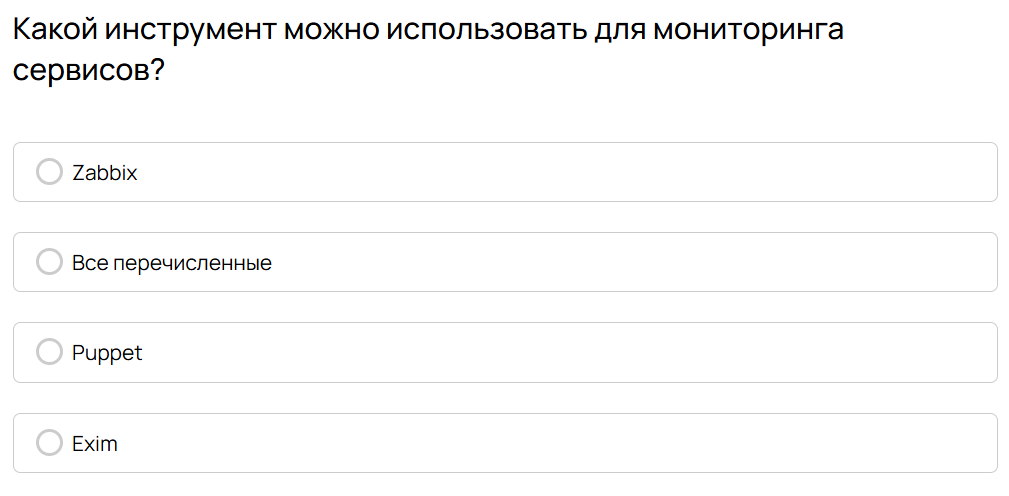 Какой инструмент можно использовать для мониторинга
сервисов?
Zabbix
Все перечисленные
Puppet
Exim